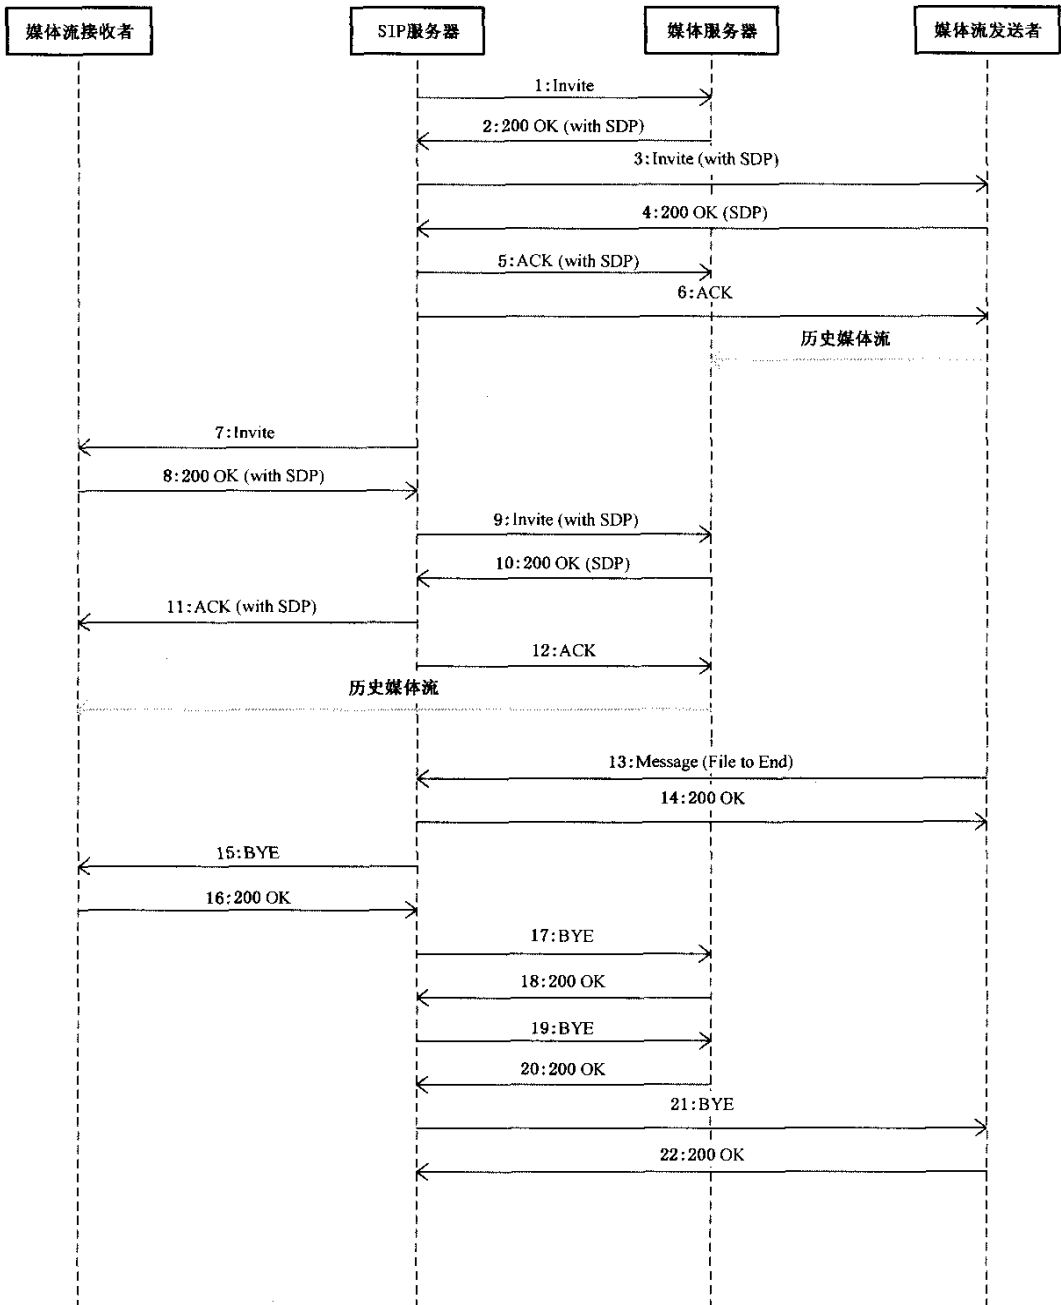 媒体流接收者
SIP服务器
媒体服务器
媒体流发送者
1:Invite
2:200 OK (with SDP)
3:Invite (with SDP)
4:200 OK (SDP)
5:ACK (with SDP)
6:ACK
历史媒体流
7:Invite
8:200 OK (with SDP)
9:Invite (with SDP)
10:200 OK (SDP)
11:ACK (with SDP)
12:ACK
历史媒体流
13:Message (File to End)
14:200 OK
15:BYE
16:200 OK
17:BYE
18:200 OK
19:BYE
20:200 OK
21:BYE
22:200 OK